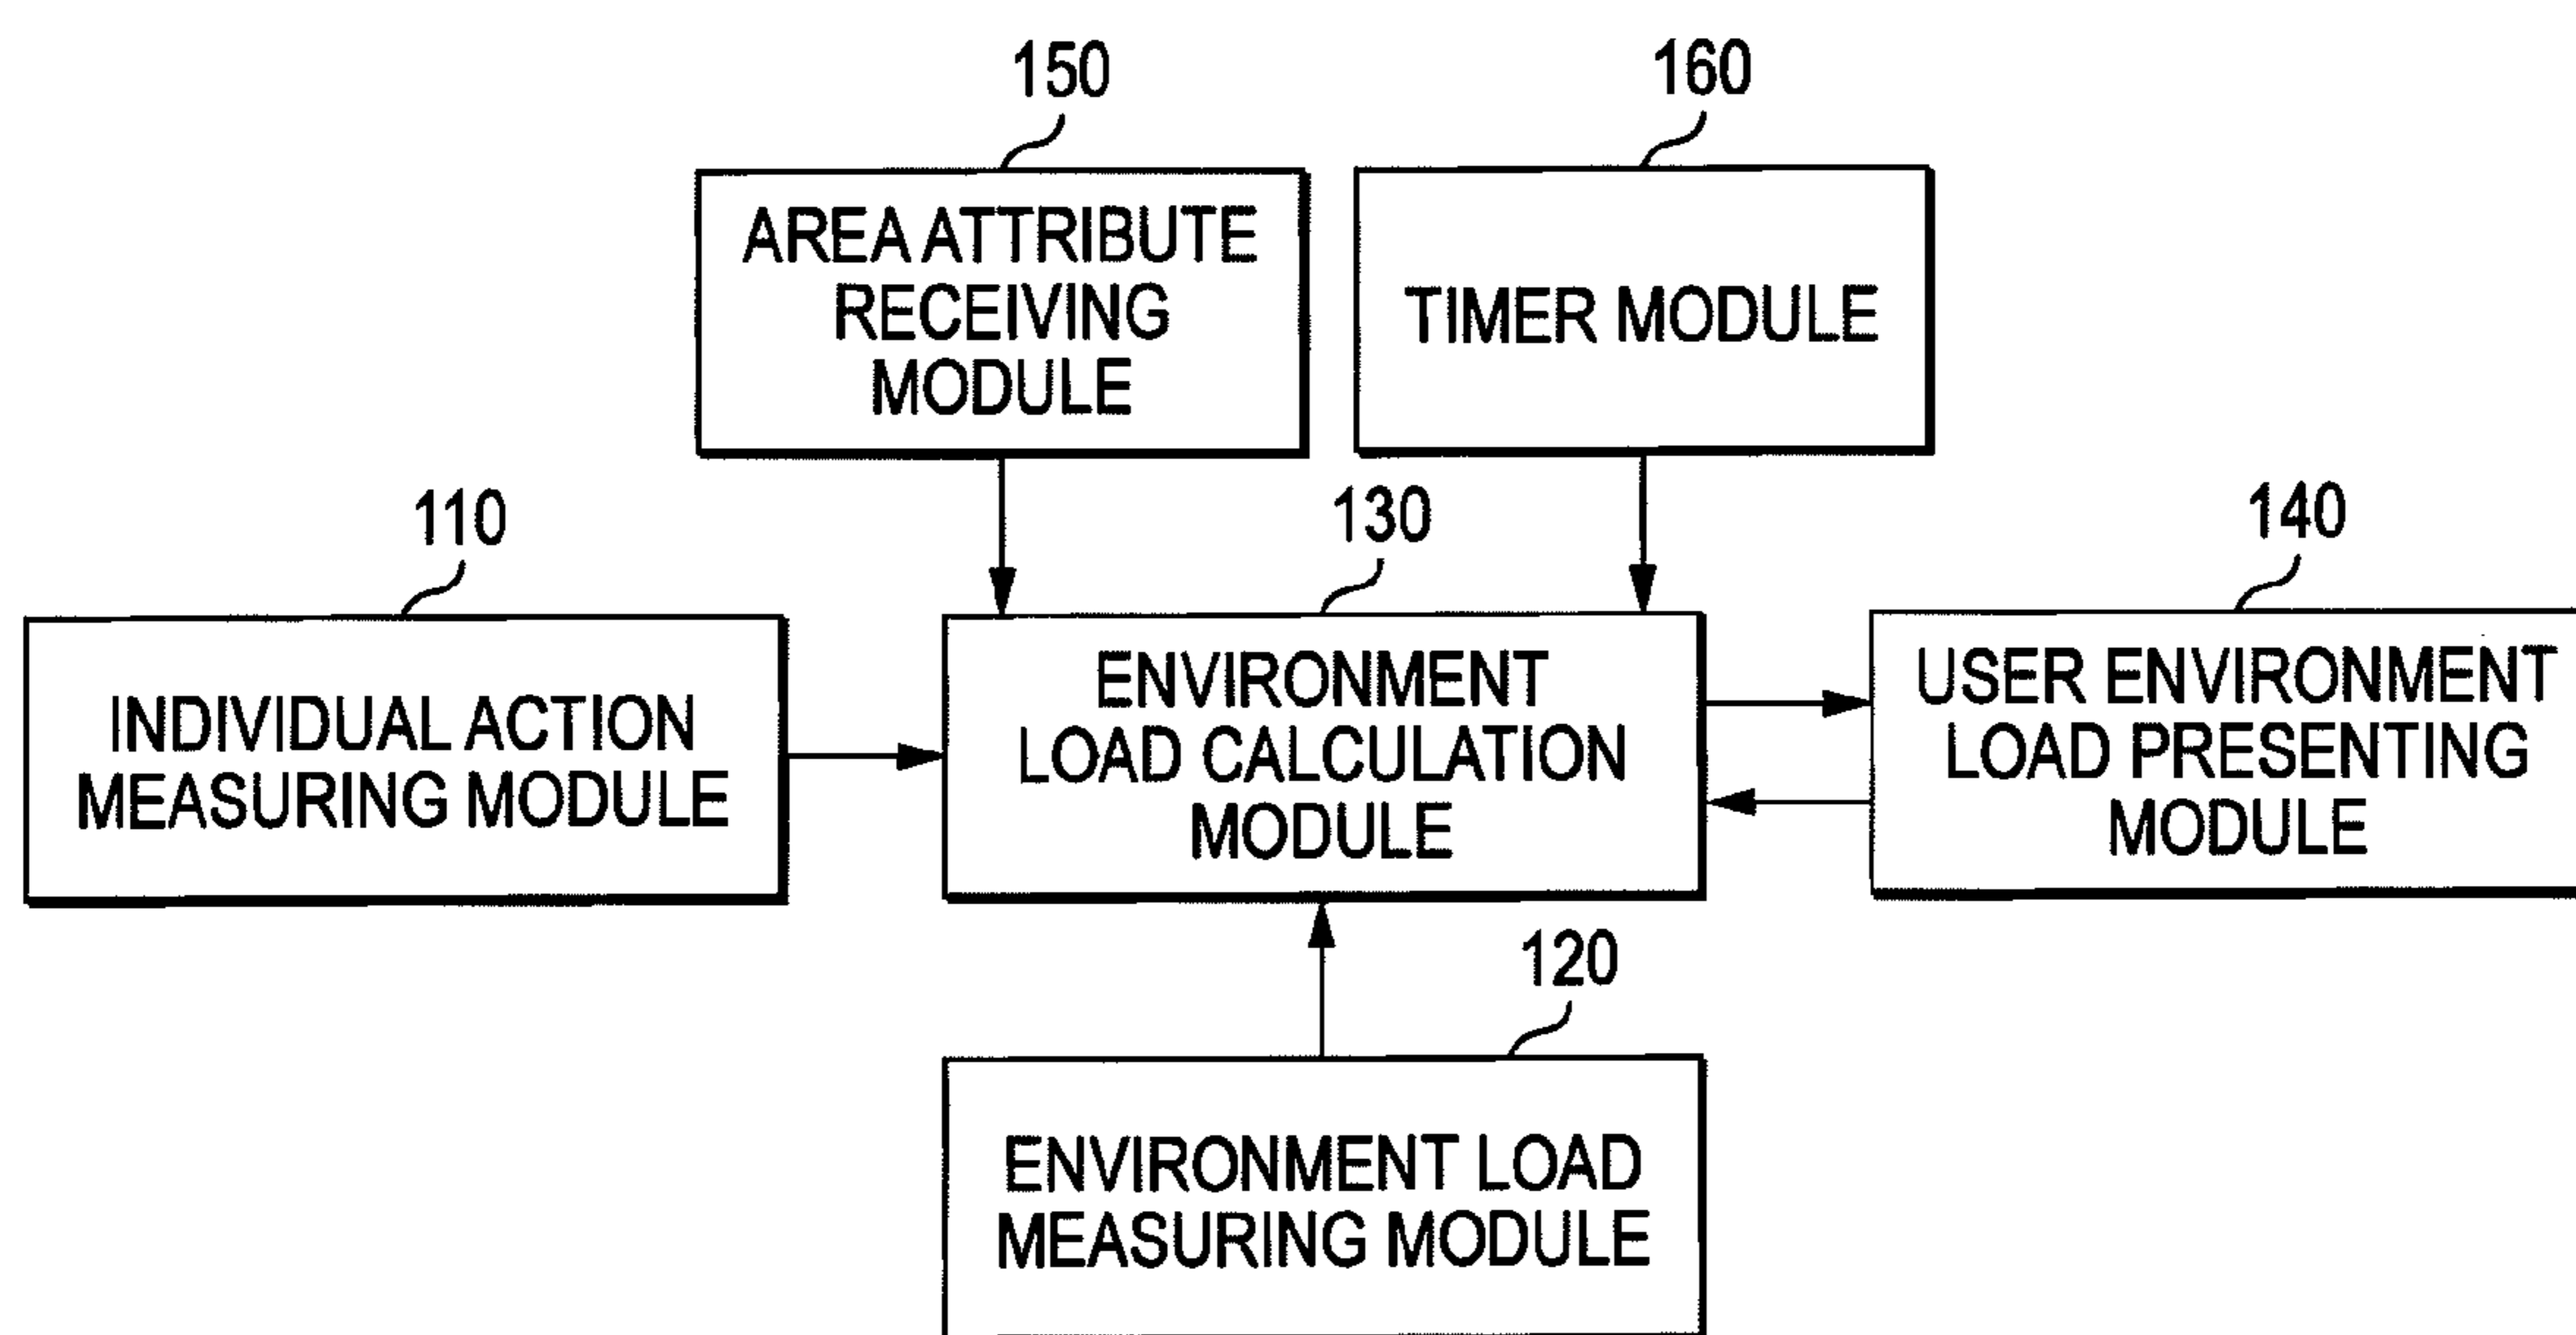 150
160
AREA ATTRIBUTE
RECEIVING
MODULE
TIMER MODULE
110
130
140
INDIVIDUAL ACTION
MEASURING MODULE
ENVIRONMENT
LOAD CALCULATION
MODULE
USER ENVIRONMENT
LOAD PRESENTING
MODULE
120
ENVIRONMENT LOAD
MEASURING MODULE